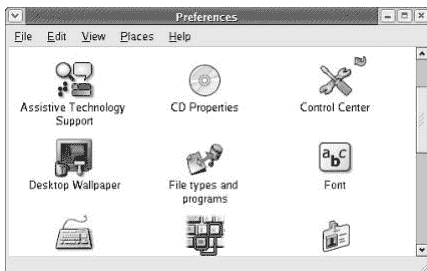 Preferences
File Edit View Places Help
Assistive Technology Support
CD Properties
Control Center
Desktop Wallpaper
File types and programs
Font
abc